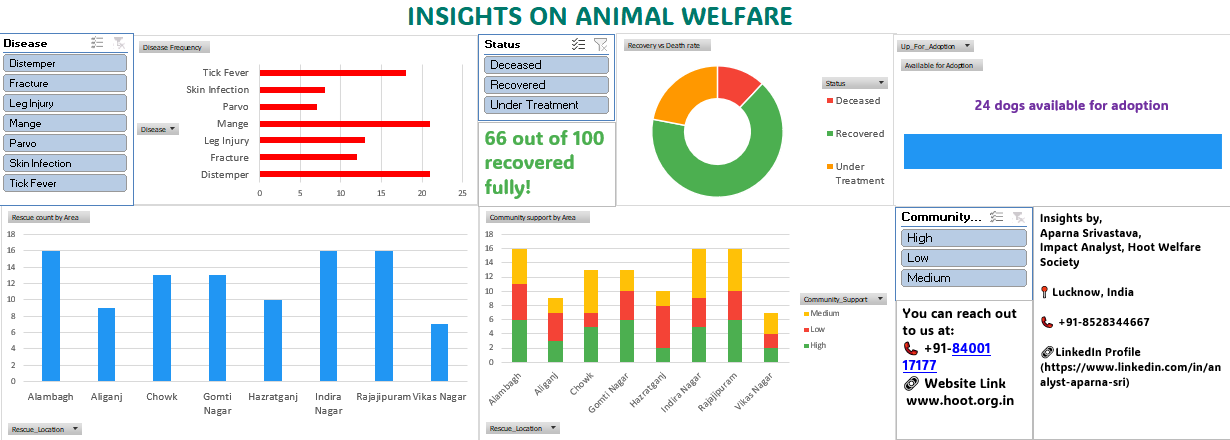 INSIGHTS ON ANIMAL WELFARE
Disease
Distemper
Fracture
Leg Injury
Mange
Parvo
Skin Infection
Tick Fever
Disease Frequency
Disease
Tick Fever
Skin Infection
Parvo
Mange
Leg Injury
Fracture
Distemper
0 5 10 15 20 25
Status
Deceased
Recovered
Under Treatment
66 out of 100
recovered
fully!
Recovery vs Death rate
Status
Deceased
Recovered
Under
Treatment
Up_For_Adoption
Available for Adoption
24 dogs available for adoption
Rescue count by Area
18
16
14
12
10
8
6
4
2
0
Alambagh Aliganj Chowk Gomti Nagar Hazratganj Indira Nagar Rajajipuram Vikas Nagar
Rescue_Location
Community support by Area
18
16
14
12
10
8
6
4
2
0
Alambagh Aliganj Chowk Gomti Nagar Hazratganj Indira Nagar Rajajipuram Vikas Nagar
Rescue_Location
Community_Support
Medium
Low
High
Community...
High
Low
Medium
You can reach out
to us at:
📞 +91-84001
17177
🔗 Website Link
www.hoot.org.in
Insights by,
Aparna Srivastava,
Impact Analyst, Hoot Welfare
Society
📍 Lucknow, India
📞 +91-8528344667
🔗LinkedIn Profile
(https://www.linkedin.com/in/an
alyst-aparna-sri)